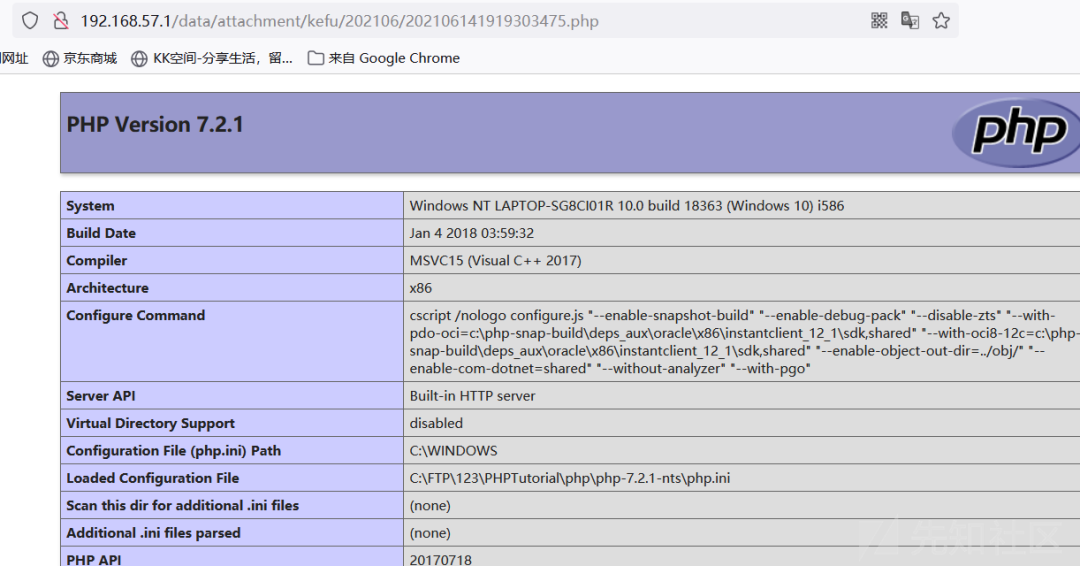 192.168.57.1/data/attachment/kefu/202106/202106141919303475.php
网址 京东商城 KK空间-分享生活，留... 来自 Google Chrome
PHP Version 7.2.1
php
System Windows NT LAPTOP-SG8CI01R 10.0 build 18363 (Windows 10) i586
Build Date Jan 4 2018 03:59:32
Compiler MSVC15 (Visual C++ 2017)
Architecture x86
Configure Command cscript /nologo configure.js "--enable-snapshot-build" "--enable-debug-pack" "--disable-zts" "--with-
pdo-oci=c:\php-snap-build\deps_aux\oracle\x86\instantclient_12_1\sdk,shared" "--with-oci8-12c=c:\php-
snap-build\deps_aux\oracle\x86\instantclient_12_1\sdk,shared" "--enable-object-out-dir=../obj/" "--
enable-com-dotnet=shared" "--without-analyzer" "--with-pgo"
Server API Built-in HTTP server
Virtual Directory Support disabled
Configuration File (php.ini) Path C:\WINDOWS
Loaded Configuration File C:\FTP\123\PHPTutorial\php\php-7.2.1-nts\php.ini
Scan this dir for additional .ini files (none)
Additional .ini files parsed (none)
PHP API 20170718
先知社区